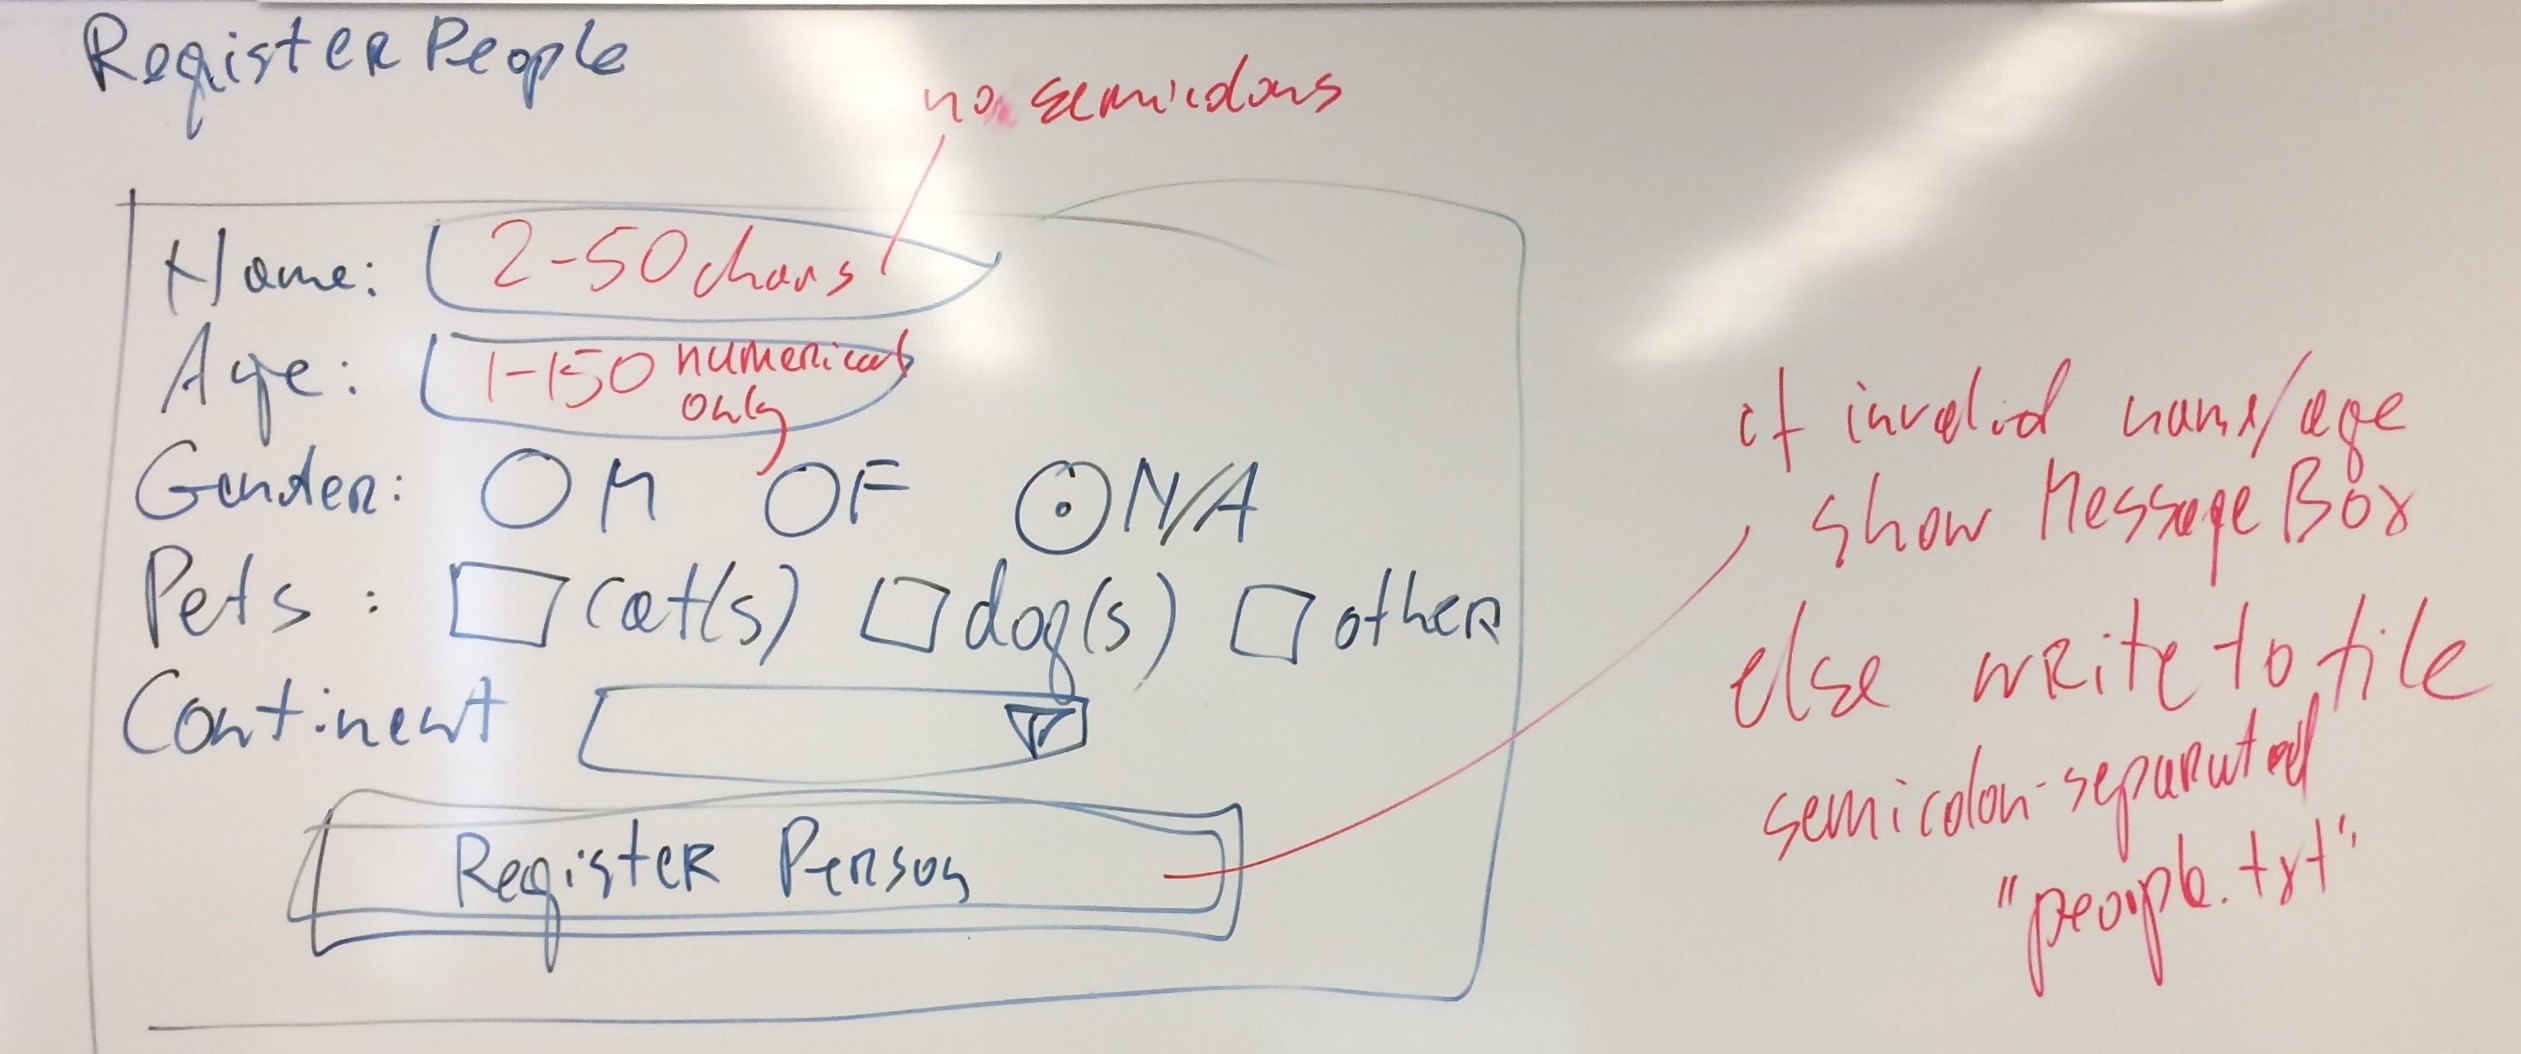 Register People
no semicolons
Name: 2-50 chars
Age: 1-150 numerical
only
Gender: M F N/A
Pets: cat(s) dog(s) other
Continent
Register Person
if invalid name/age
show MessageBox
else write to file
semicolon-separated
"people.txt"